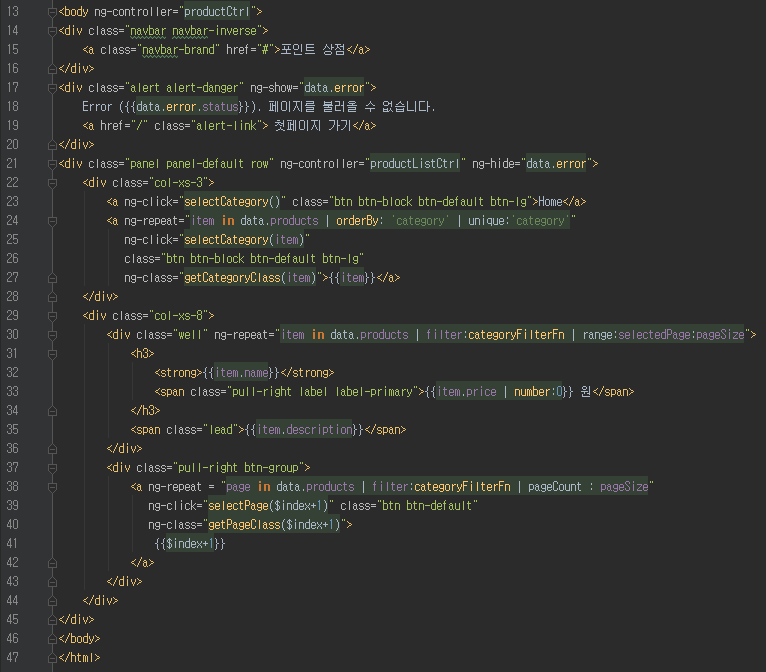 13 <body ng-controller="productCtrl">
14 <div class="navbar navbar-inverse">
15     <a class="navbar-brand" href="#">포인트 상점</a>
16 </div>
17 <div class="alert alert-danger" ng-show="data.error">
18     Error ({{data.error.status}}). 페이지를 불러올 수 없습니다.
19     <a href="/" class="alert-link"> 첫페이지 가기</a>
20 </div>
21 <div class="panel panel-default row" ng-controller="productListCtrl" ng-hide="data.error">
22     <div class="col-xs-3">
23         <a ng-click="selectCategory()" class="btn btn-block btn-default btn-lg">Home</a>
24         <a ng-repeat="item in data.products | orderBy: 'category' | unique:'category'"
25            ng-click="selectCategory(item)"
26            class="btn btn-block btn-default btn-lg"
27            ng-class="getCategoryClass(item)">{{item}}</a>
28     </div>
29     <div class="col-xs-8">
30         <div class="well" ng-repeat="item in data.products | filter:categoryFilterFn | range:selectedPage:pageSize">
31             <h3>
32                 <strong>{{item.name}}</strong>
33                 <span class="pull-right label label-primary">{{item.price | number:0}} 원</span>
34             </h3>
35             <span class="lead">{{item.description}}</span>
36         </div>
37         <div class="pull-right btn-group">
38             <a ng-repeat = "page in data.products | filter:categoryFilterFn | pageCount : pageSize"
39                ng-click="selectPage($index+1)" class="btn btn-default"
40                ng-class="getPageClass($index+1)">
41                 {{$index+1}}
42             </a>
43         </div>
44     </div>
45 </div>
46 </body>
47 </html>